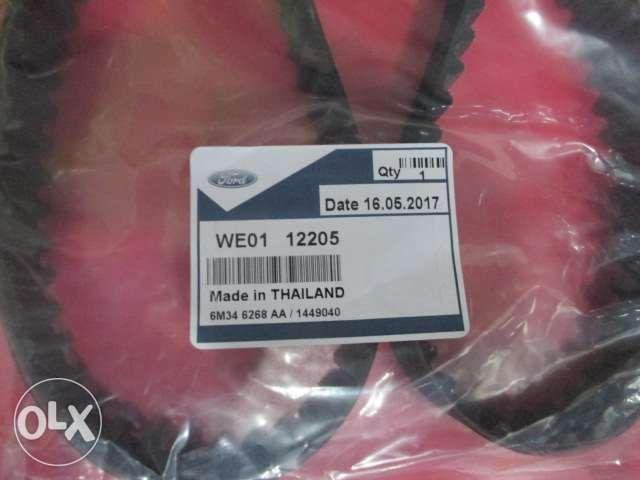 Ford
Qty 1
Date 16.05.2017
WE01 12205
Made in THAILAND
6M34 6268 AA / 1449040
OLX